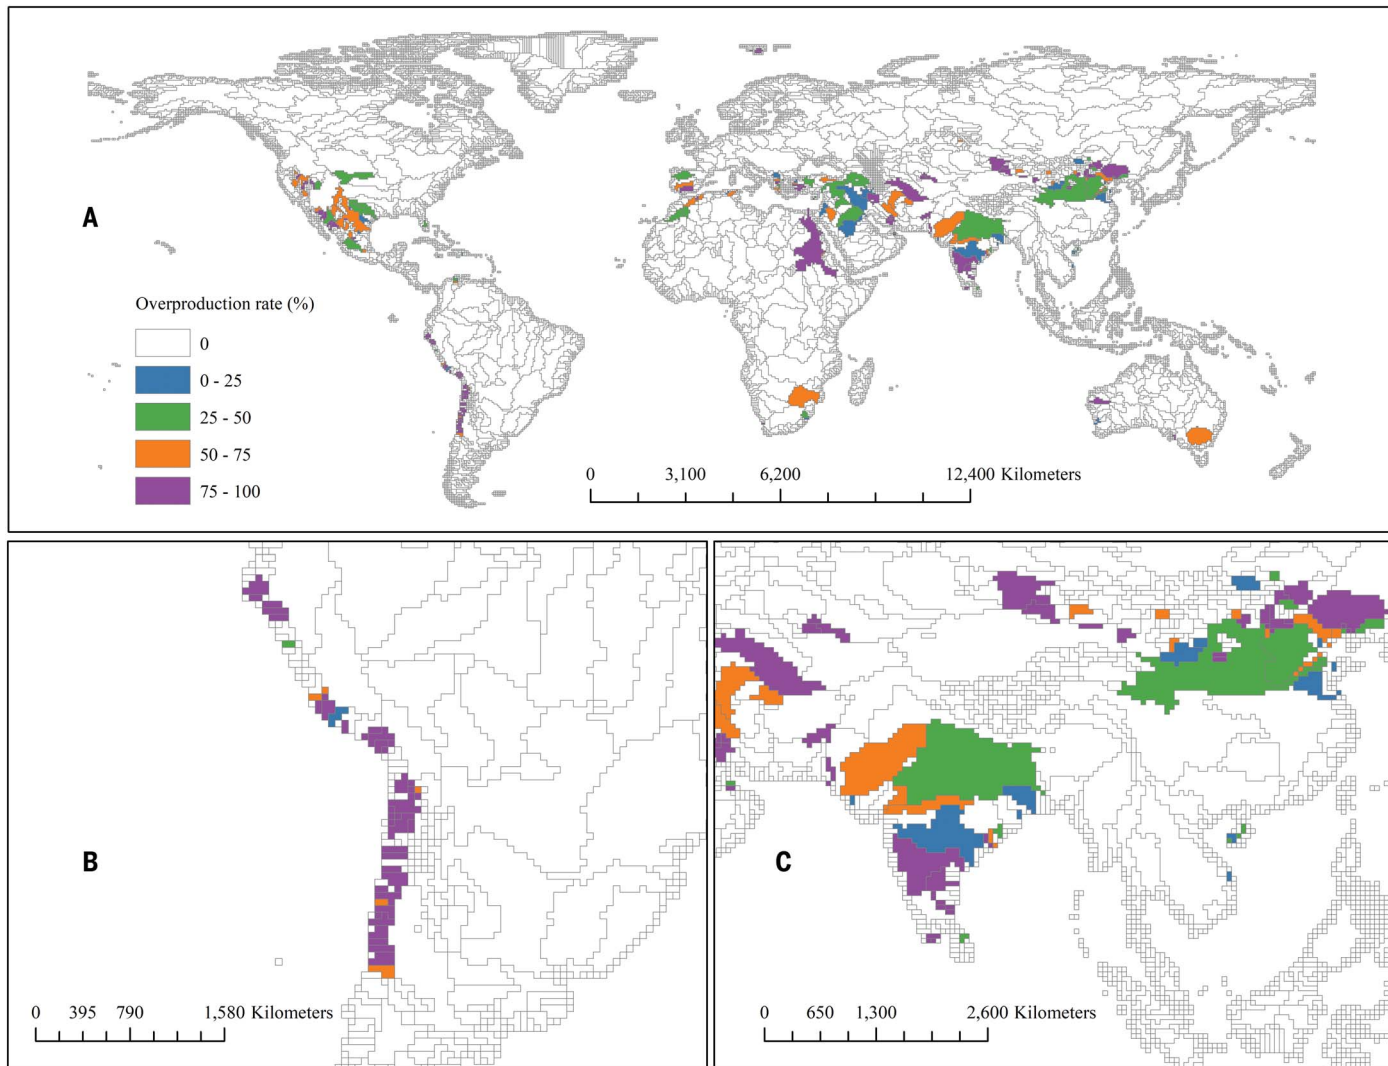 A
Overproduction rate (%)
0
0 - 25
25 - 50
50 - 75
75 - 100
0 3,100 6,200 12,400 Kilometers
B
0 395 790 1,580 Kilometers
C
0 650 1,300 2,600 Kilometers